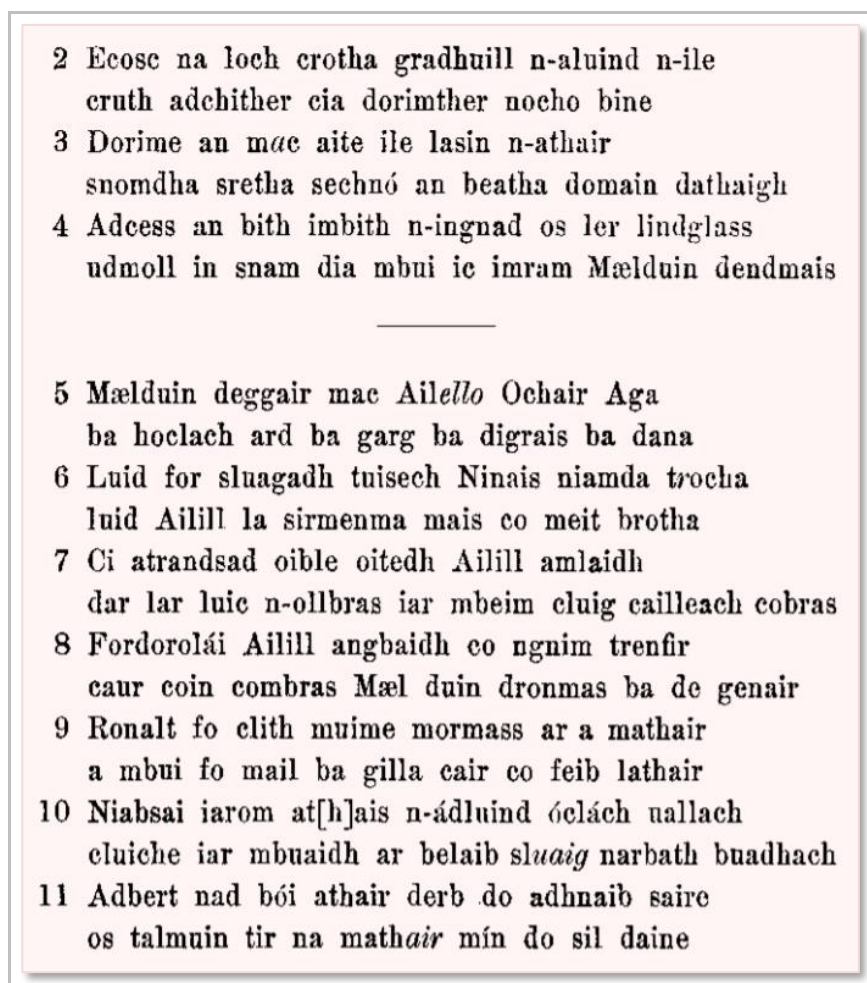 2 Ecosc na loch crotha gradhuill n-aluind n-ile
cruth adchither cia dorimther nocho bine
3 Dorime an mac aite ile lasin n-athair
snomdha sretha sechnó an beatha domain dathaigh
4 Adcess an bith imbith n-ingnad os ler lindglass
udmoll in snam dia mbui ic imram Mælduin dendmais
5 Mælduin deggair mac Ailello Ochair Aga
ba hoclach ard ba garg ba digrais ba dana
6 Luid for sluagadh tuisech Ninais niamda trocha
luid Ailill la sirmenma mais co meit brotha
7 Ci atrandsad oible oitedh Ailill amlaidh
dar lar luic n-ollbras iar mbeim cluig cailleach cobras
8 Fordorolái Ailill angbaidh co ngnim trenfir
caur coin combras Mæl duin dronmas ba de genair
9 Ronalt fo clith muime mormass ar a mathair
a mbui fo mail ba gilla cair co feib lathair
10 Niabsai iarom at[h]ais n-ádluind óclách uallach
cluiche iar mbuaidh ar belaib sluaig narbath buadhach
11 Adbert nad bói athair derb do adhnaib saire
os talmuin tir na mathair mín do sil daine